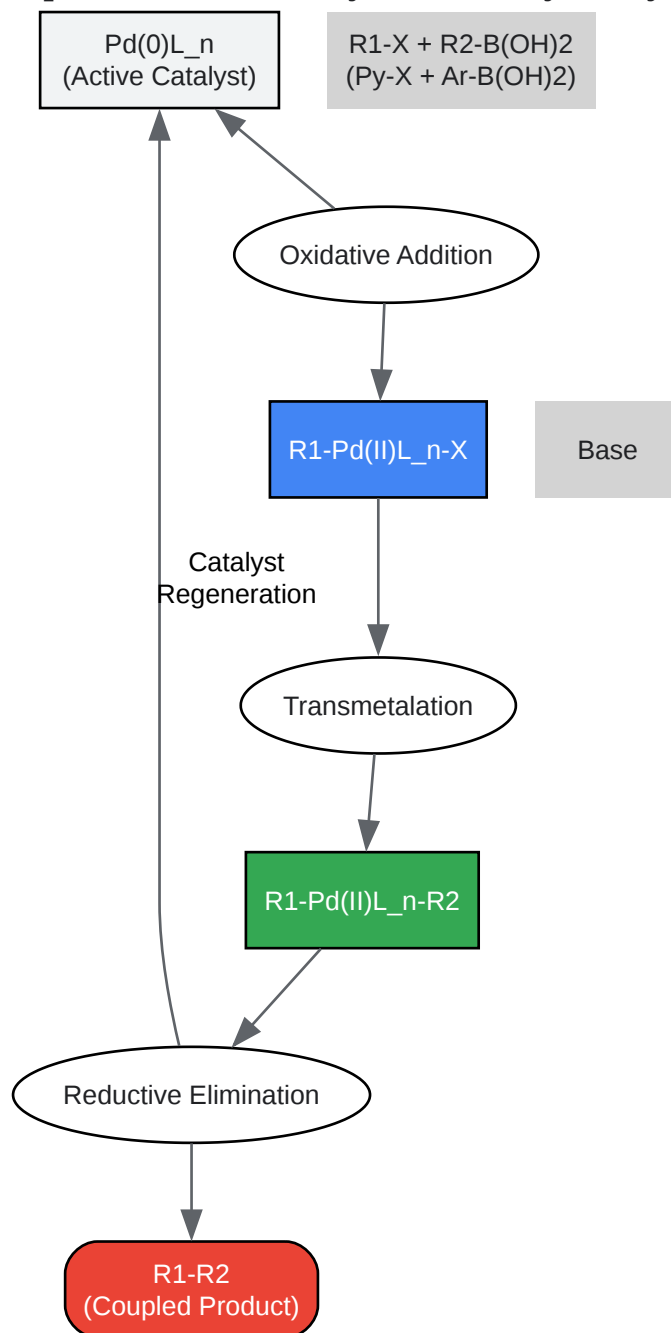 Pd(0)L_n
(Active Catalyst)
R1-X + R2-B(OH)2
(Py-X + Ar-B(OH)2)
Oxidative Addition
R1-Pd(II)L_n-X
Base
Catalyst
Regeneration
Transmetalation
R1-Pd(II)L_n-R2
Reductive Elimination
R1-R2
(Coupled Product)